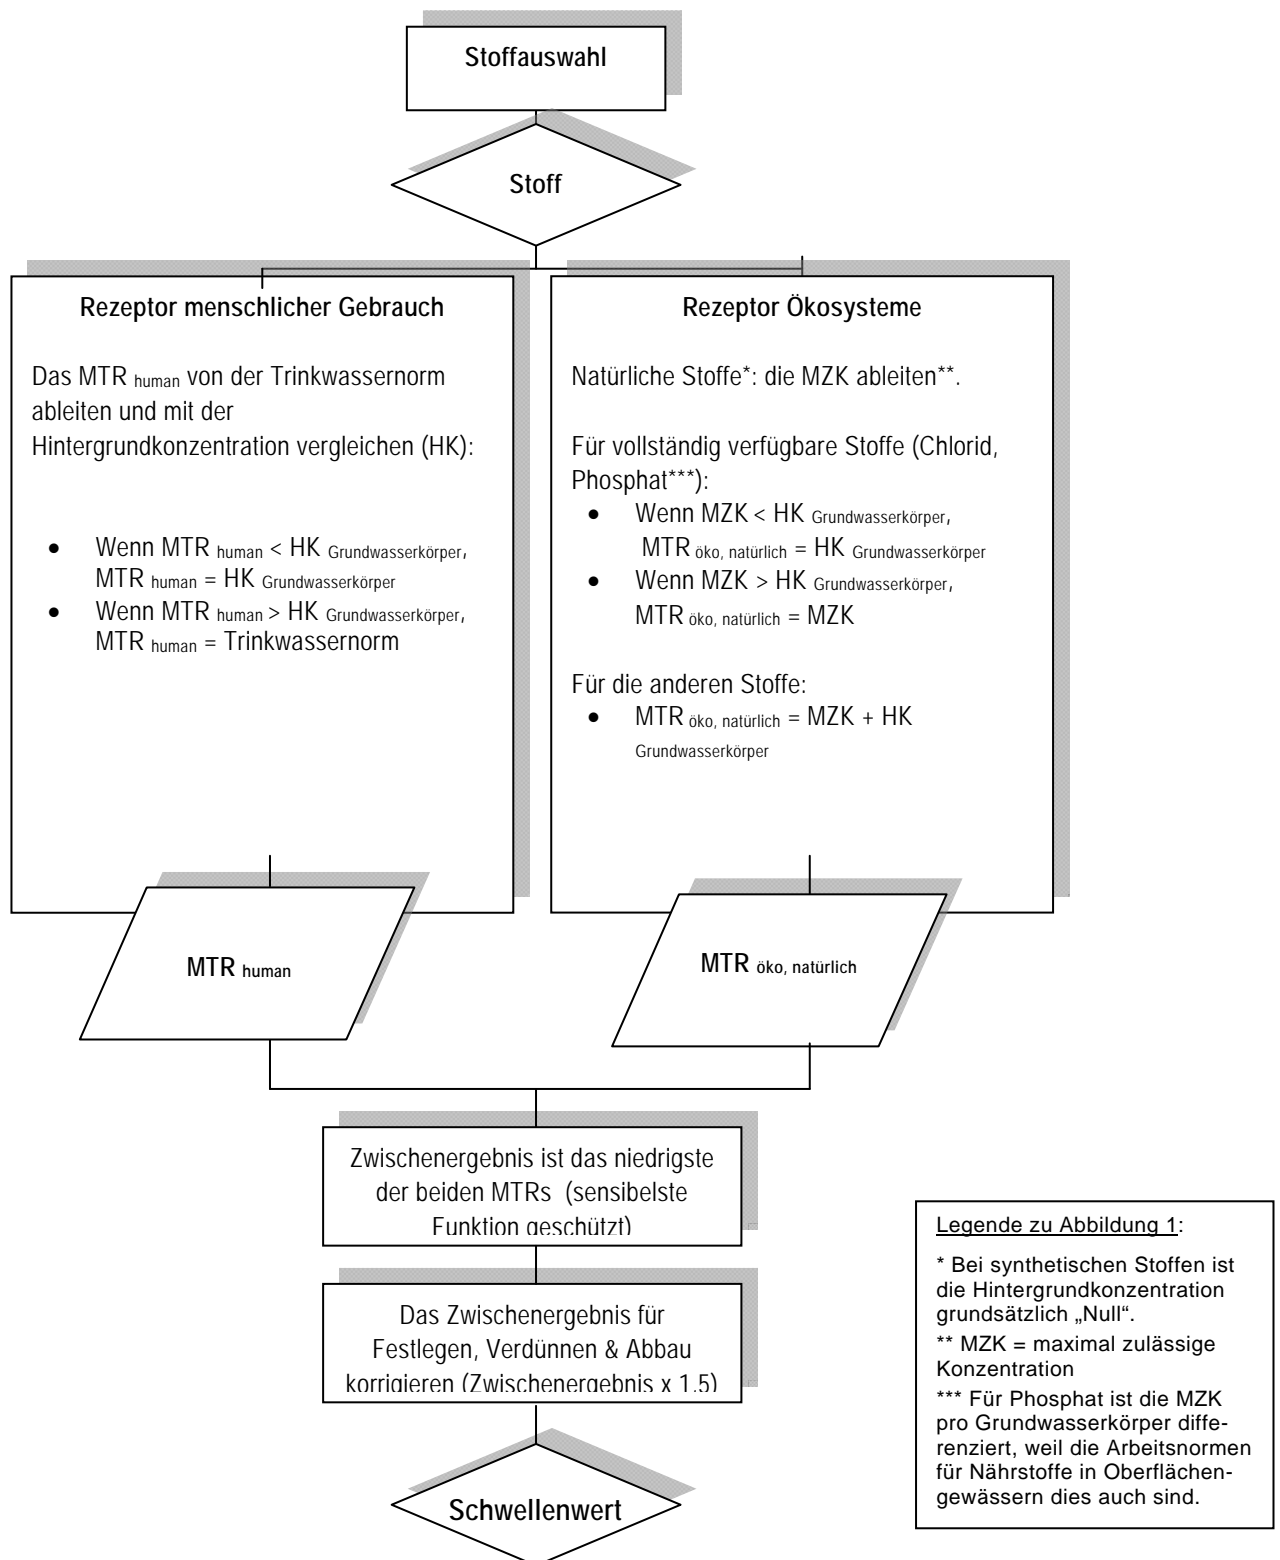 Stoffauswahl
Stoff
Rezeptor menschlicher Gebrauch
Das MTR human von der Trinkwassernorm
ableiten und mit der
Hintergrundkonzentration vergleichen (HK):
• Wenn MTR human < HK Grundwasserkörper,
MTR human = HK Grundwasserkörper
• Wenn MTR human > HK Grundwasserkörper,
MTR human = Trinkwassernorm
Rezeptor Ökosysteme
Natürliche Stoffe*: die MZK ableiten**.
Für vollständig verfügbare Stoffe (Chlorid,
Phosphat***):
• Wenn MZK < HK Grundwasserkörper,
MTR öko, natürlich = HK Grundwasserkörper
• Wenn MZK > HK Grundwasserkörper,
MTR öko, natürlich = MZK
Für die anderen Stoffe:
• MTR öko, natürlich = MZK + HK
Grundwasserkörper
MTR human
MTR öko, natürlich
Zwischenergebnis ist das niedrigste
der beiden MTRs (sensibelste
Funktion geschützt)
Das Zwischenergebnis für
Festlegen, Verdünnen & Abbau
korrigieren (Zwischenergebnis x 1.5)
Schwellenwert
Legende zu Abbildung 1:
* Bei synthetischen Stoffen ist
die Hintergrundkonzentration
grundsätzlich „Null“.
** MZK = maximal zulässige
Konzentration
*** Für Phosphat ist die MZK
pro Grundwasserkörper diffe-
renziert, weil die Arbeitsnormen
für Nährstoffe in Oberflächen-
gewässern dies auch sind.